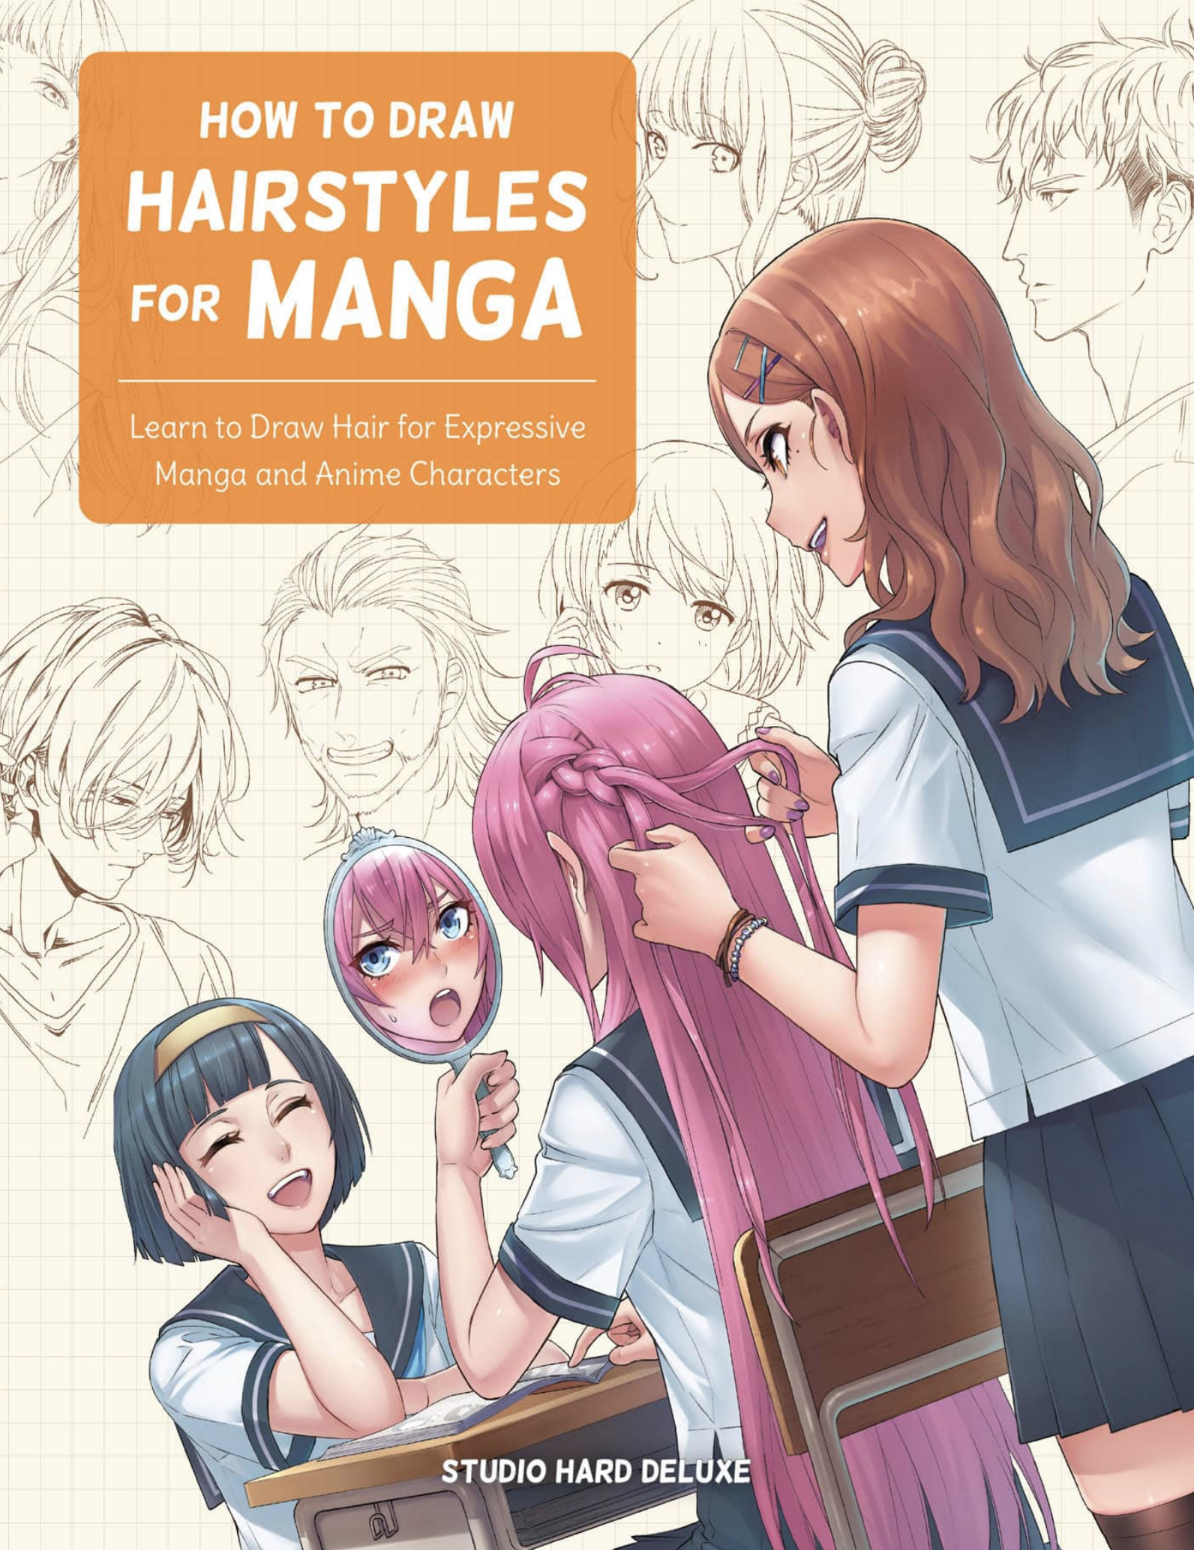 HOW TO DRAW
HAIRSTYLES
FOR MANGA
Learn to Draw Hair for Expressive
Manga and Anime Characters
STUDIO HARD DELUXE